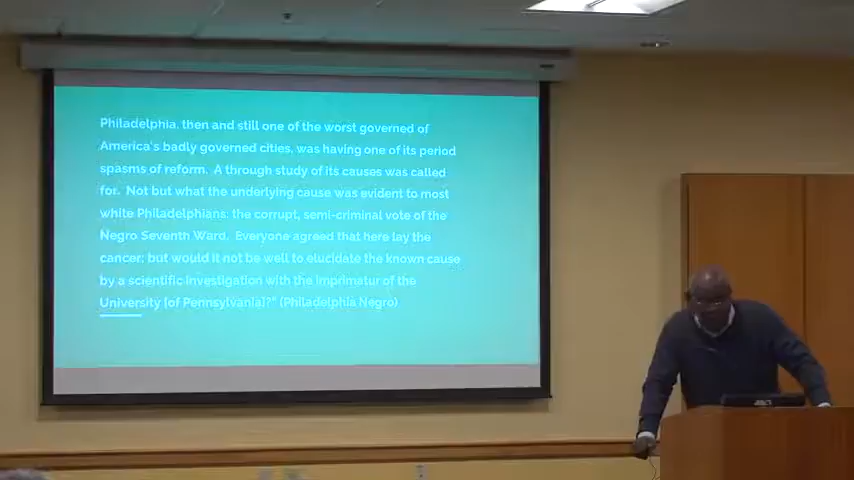 Philadelphia, then and still one of the worst governed of
America's badly governed cities, was having one of its period
spasms of reform. A through study of its causes was called
for. Not but what the underlying cause was evident to most
white Philadelphians: the corrupt, semi-criminal vote of the
Negro Seventh Ward. Everyone agreed that here lay the
cancer; but would it not be well to elucidate the known cause
by a scientific investigation with the imprimatur of the
University [of Pennsylvania]?" (Philadelphia Negro)